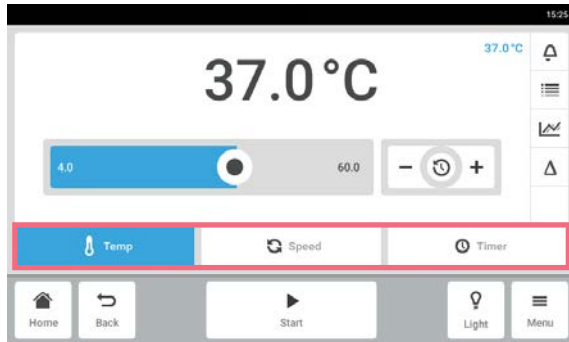 15:25
37.0°C
37.0°C
4.0 60.0
Temp Speed Timer
Home Back Start Light Menu